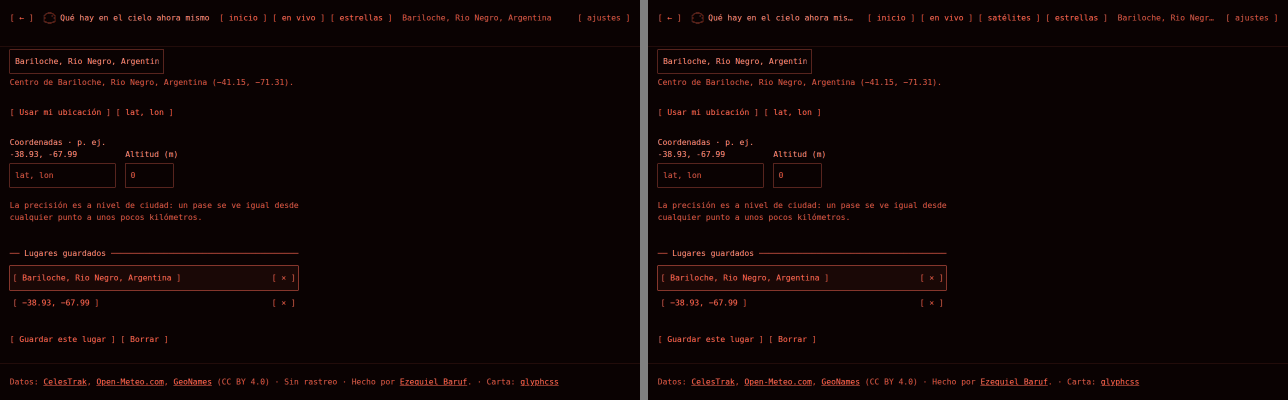 [ ← ] Qué hay en el cielo ahora mismo [ inicio ] [ en vivo ] [ estrellas ] Bariloche, Río Negro, Argentina [ ajustes ]
Bariloche, Rio Negro, Argentin
Centro de Bariloche, Rio Negro, Argentina (−41.15, −71.31).
[ Usar mi ubicación ] [ lat, lon ]
Coordenadas · p. ej.
-38.93, -67.99 Altitud (m)
lat, lon 0
La precisión es a nivel de ciudad: un pase se ve igual desde
cualquier punto a unos pocos kilómetros.
Lugares guardados
[ Bariloche, Rio Negro, Argentina ] [ × ]
[ −38.93, −67.99 ] [ × ]
[ Guardar este lugar ] [ Borrar ]
Datos: CelesTrak, Open-Meteo.com, GeoNames (CC BY 4.0) · Sin rastreo · Hecho por Ezequiel Baruf. · Carta: glyphcss
[ ← ] Qué hay en el cielo ahora mis… [ inicio ] [ en vivo ] [ satélites ] [ estrellas ] Bariloche, Río Negr… [ ajustes ]
Bariloche, Rio Negro, Argentin
Centro de Bariloche, Rio Negro, Argentina (−41.15, −71.31).
[ Usar mi ubicación ] [ lat, lon ]
Coordenadas · p. ej.
-38.93, -67.99 Altitud (m)
lat, lon 0
La precisión es a nivel de ciudad: un pase se ve igual desde
cualquier punto a unos pocos kilómetros.
Lugares guardados
[ Bariloche, Rio Negro, Argentina ] [ × ]
[ −38.93, −67.99 ] [ × ]
[ Guardar este lugar ] [ Borrar ]
Datos: CelesTrak, Open-Meteo.com, GeoNames (CC BY 4.0) · Hecho por Ezequiel Baruf. · Carta: glyphcss